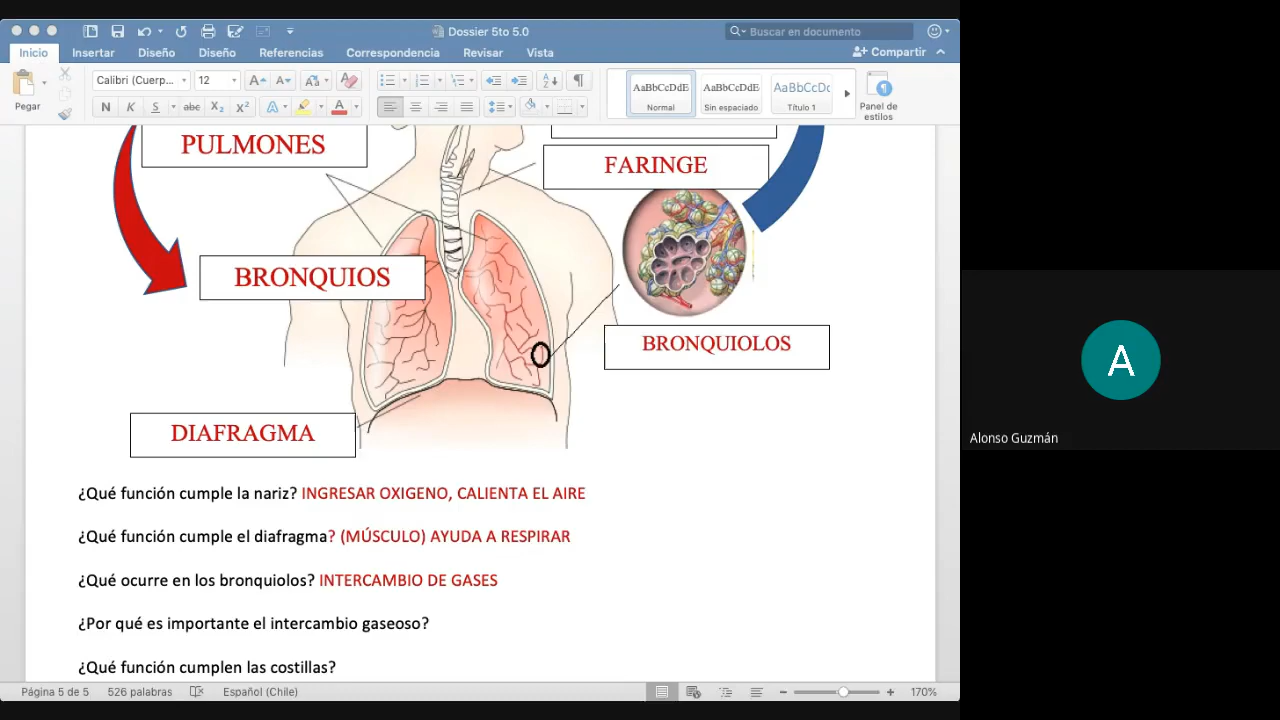 Dossier 5to 5.0
Buscar en documento
Inicio
Insertar
Diseño
Diseño
Referencias
Correspondencia
Revisar
Vista
Compartir
Pegar
Calibri (Cuerp...
12
N K S abc X₂ X²
AaBbCcDdE
Normal
AaBbCcDdE
Sin espaciado
AaBbCcDc
Título 1
Panel de
estilos
PULMONES
FARINGE
BRONQUIOS
BRONQUIOLOS
DIAFRAGMA
¿Qué función cumple la nariz? INGRESAR OXIGENO, CALIENTA EL AIRE
¿Qué función cumple el diafragma? (MÚSCULO) AYUDA A RESPIRAR
¿Qué ocurre en los bronquiolos? INTERCAMBIO DE GASES
¿Por qué es importante el intercambio gaseoso?
¿Qué función cumplen las costillas?
Página 5 de 5
526 palabras
Español (Chile)
170%
A
Alonso Guzmán